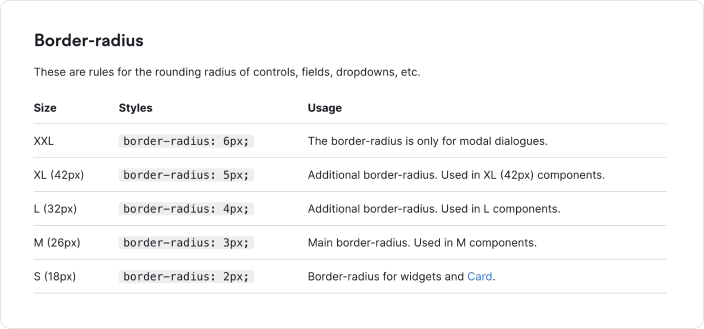 Border-radius
These are rules for the rounding radius of controls, fields, dropdowns, etc.
Size Styles Usage
XXL border-radius: 6px; The border-radius is only for modal dialogues.
XL (42px) border-radius: 5px; Additional border-radius. Used in XL (42px) components.
L (32px) border-radius: 4px; Additional border-radius. Used in L components.
M (26px) border-radius: 3px; Main border-radius. Used in M components.
S (18px) border-radius: 2px; Border-radius for widgets and Card.